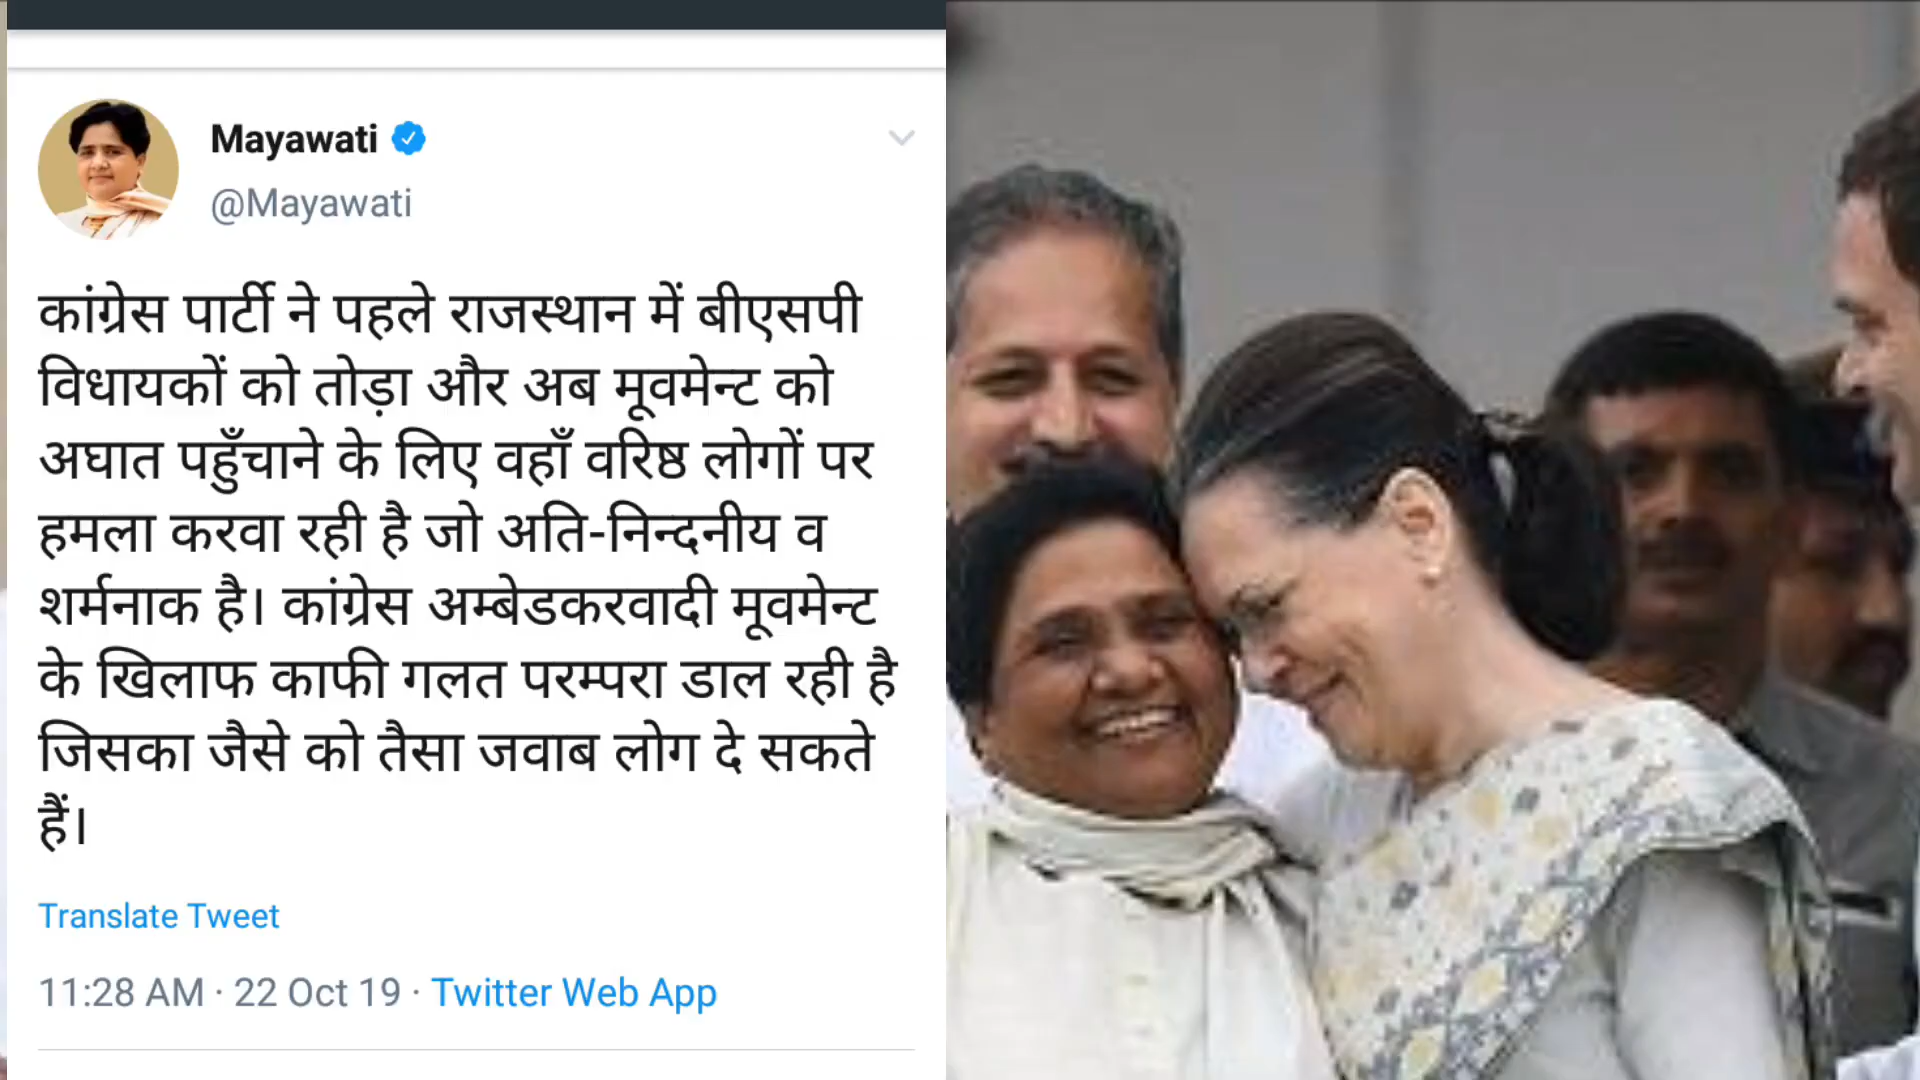 Mayawati
@Mayawati
कांग्रेस पार्टी ने पहले राजस्थान में बीएसपी
विधायकों को तोड़ा और अब मूवमेन्ट को
अघात पहुँचाने के लिए वहाँ वरिष्ठ लोगों पर
हमला करवा रही है जो अति-निन्दनीय व
शर्मनाक है। कांग्रेस अम्बेडकरवादी मूवमेन्ट
के खिलाफ काफी गलत परम्परा डाल रही है
जिसका जैसे को तैसा जवाब लोग दे सकते
हैं।
Translate Tweet
11:28 AM · 22 Oct 19 · Twitter Web App